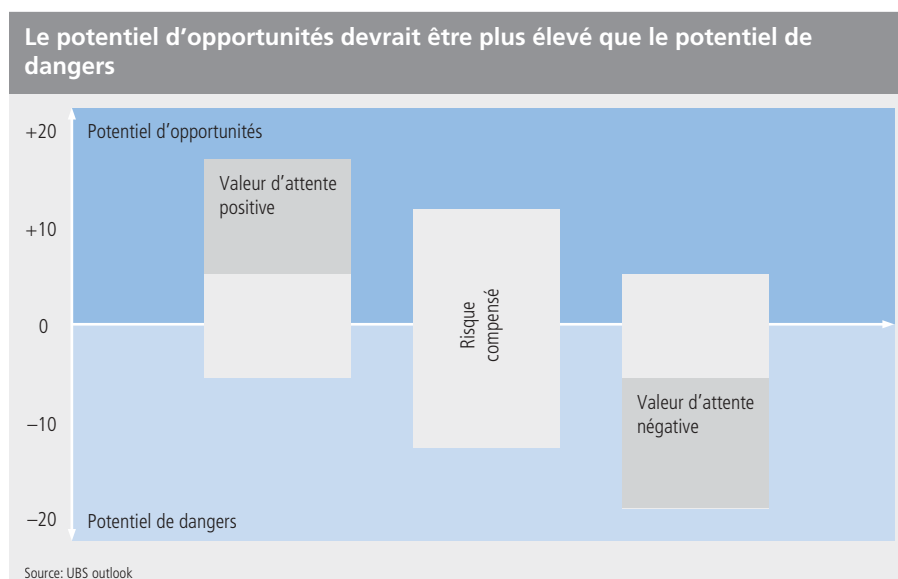 Le potentiel d’opportunités devrait être plus élevé que le potentiel de
dangers
+20
Potentiel d’opportunités
Valeur d’attente
positive
+10
Risque
compensé
0
−10
Valeur d’attente
négative
−20
Potentiel de dangers
Source: UBS outlook